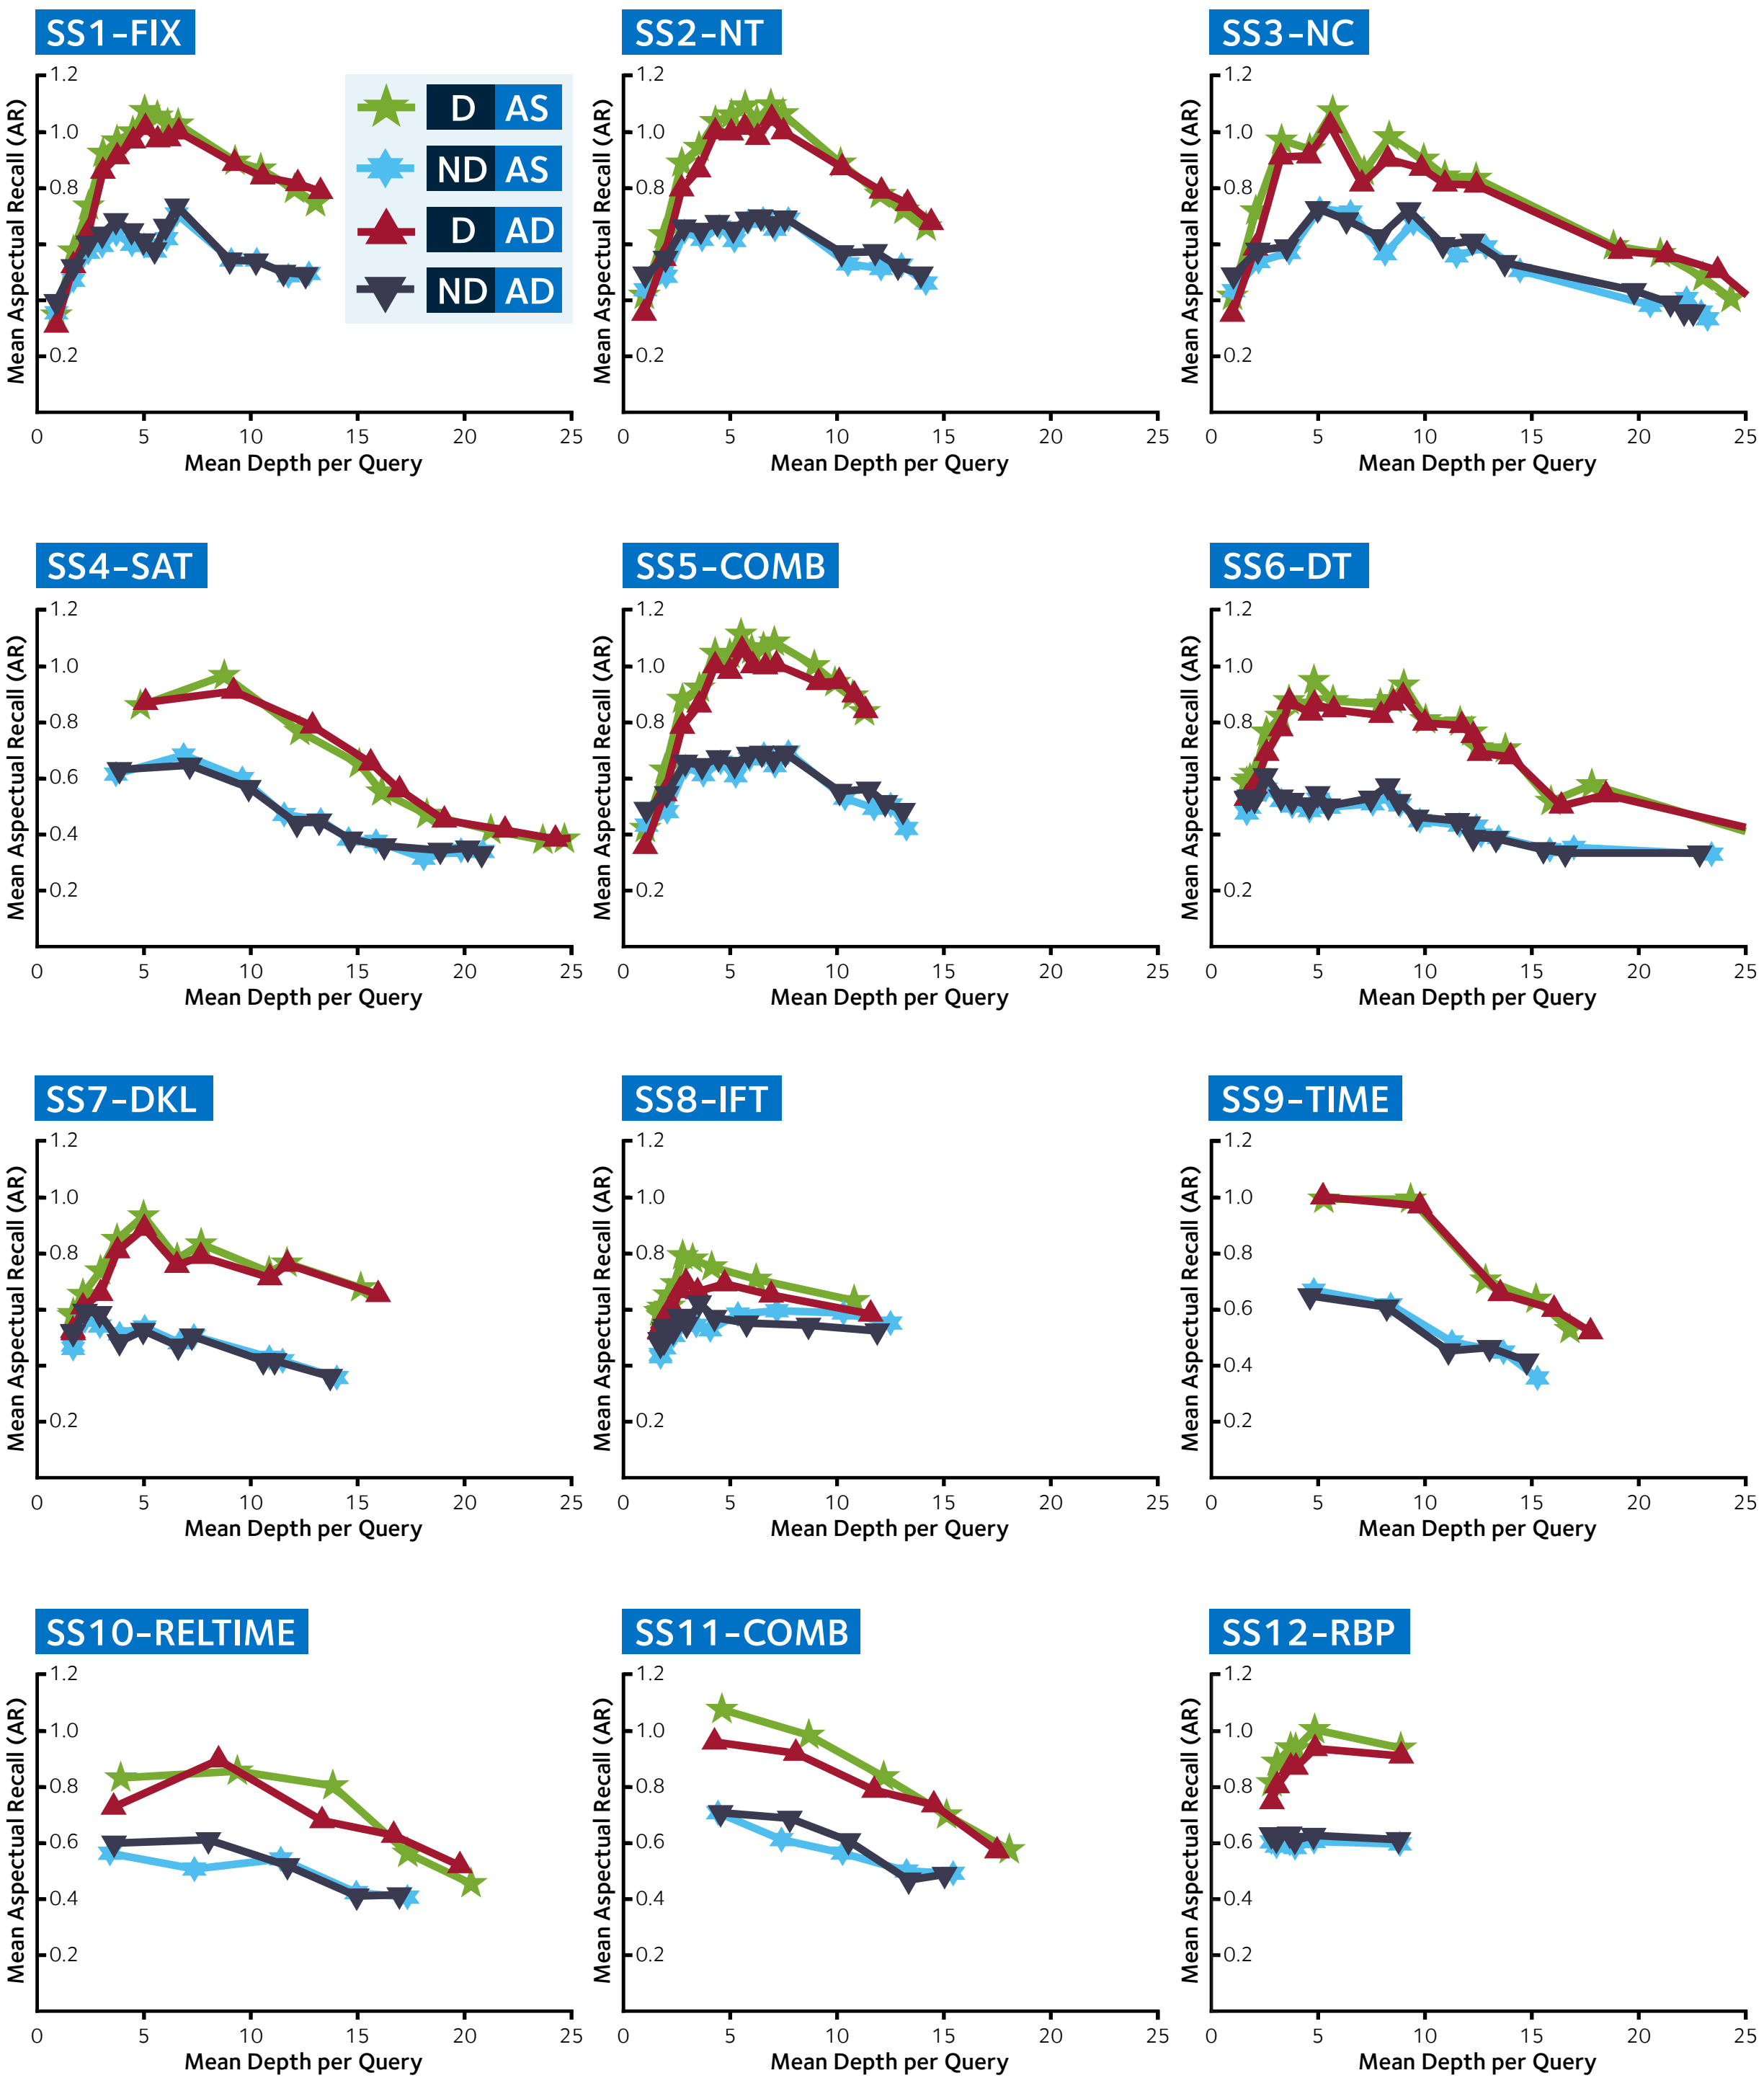 SS1-FIX
1.2
1.0
0.8
0.2
0 5 10 15 20 25
Mean Aspectual Recall (AR)
Mean Depth per Query
D AS
ND AS
D AD
ND AD
SS2-NT
1.2
1.0
0.8
0.2
0 5 10 15 20 25
Mean Aspectual Recall (AR)
Mean Depth per Query
SS3-NC
1.2
1.0
0.8
0.2
0 5 10 15 20 25
Mean Aspectual Recall (AR)
Mean Depth per Query
SS4-SAT
1.2
1.0
0.8
0.6
0.4
0.2
0 5 10 15 20 25
Mean Aspectual Recall (AR)
Mean Depth per Query
SS5-COMB
1.2
1.0
0.8
0.2
0 5 10 15 20 25
Mean Aspectual Recall (AR)
Mean Depth per Query
SS6-DT
1.2
1.0
0.8
0.2
0 5 10 15 20 25
Mean Aspectual Recall (AR)
Mean Depth per Query
SS7-DKL
1.2
1.0
0.8
0.2
0 5 10 15 20 25
Mean Aspectual Recall (AR)
Mean Depth per Query
SS8-IFT
1.2
1.0
0.8
0.2
0 5 10 15 20 25
Mean Aspectual Recall (AR)
Mean Depth per Query
SS9-TIME
1.2
1.0
0.8
0.6
0.4
0.2
0 5 10 15 20 25
Mean Aspectual Recall (AR)
Mean Depth per Query
SS10-RELTIME
1.2
1.0
0.8
0.6
0.4
0.2
0 5 10 15 20 25
Mean Aspectual Recall (AR)
Mean Depth per Query
SS11-COMB
1.2
1.0
0.8
0.6
0.4
0.2
0 5 10 15 20 25
Mean Aspectual Recall (AR)
Mean Depth per Query
SS12-RBP
1.2
1.0
0.8
0.6
0.4
0.2
0 5 10 15 20 25
Mean Aspectual Recall (AR)
Mean Depth per Query